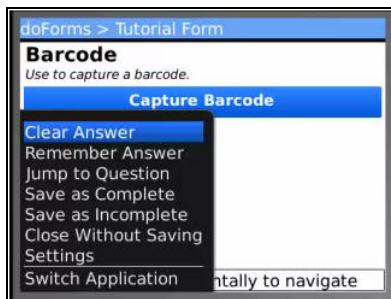 doForms > Tutorial Form
Barcode
Use to capture a barcode.
Capture Barcode
Clear Answer
Remember Answer
Jump to Question
Save as Complete
Save as Incomplete
Close Without Saving
Settings
Switch Application
ntally to navigate